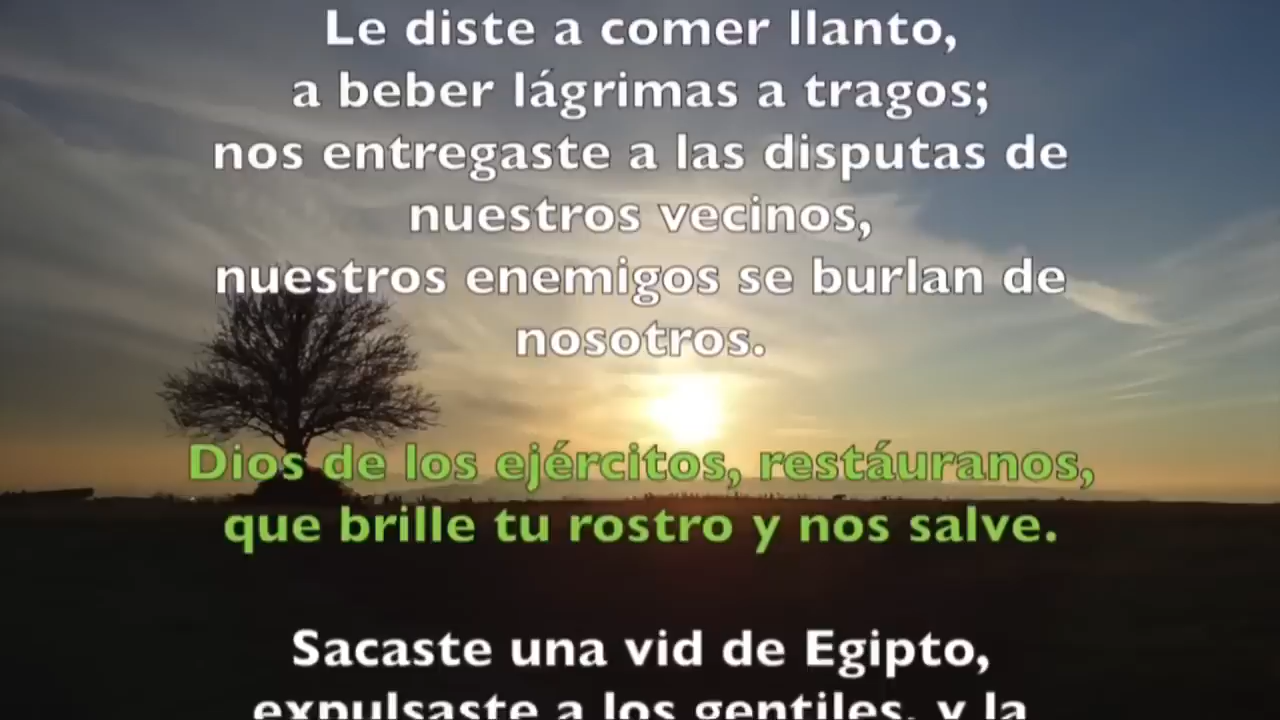 Le diste a comer llanto,
a beber lágrimas a tragos;
nos entregaste a las disputas de
nuestros vecinos,
nuestros enemigos se burlan de
nosotros.
Dios de los ejércitos, restáuranos,
que brille tu rostro y nos salve.
Sacaste una vid de Egipto,
expulsaste a los gentiles, y la